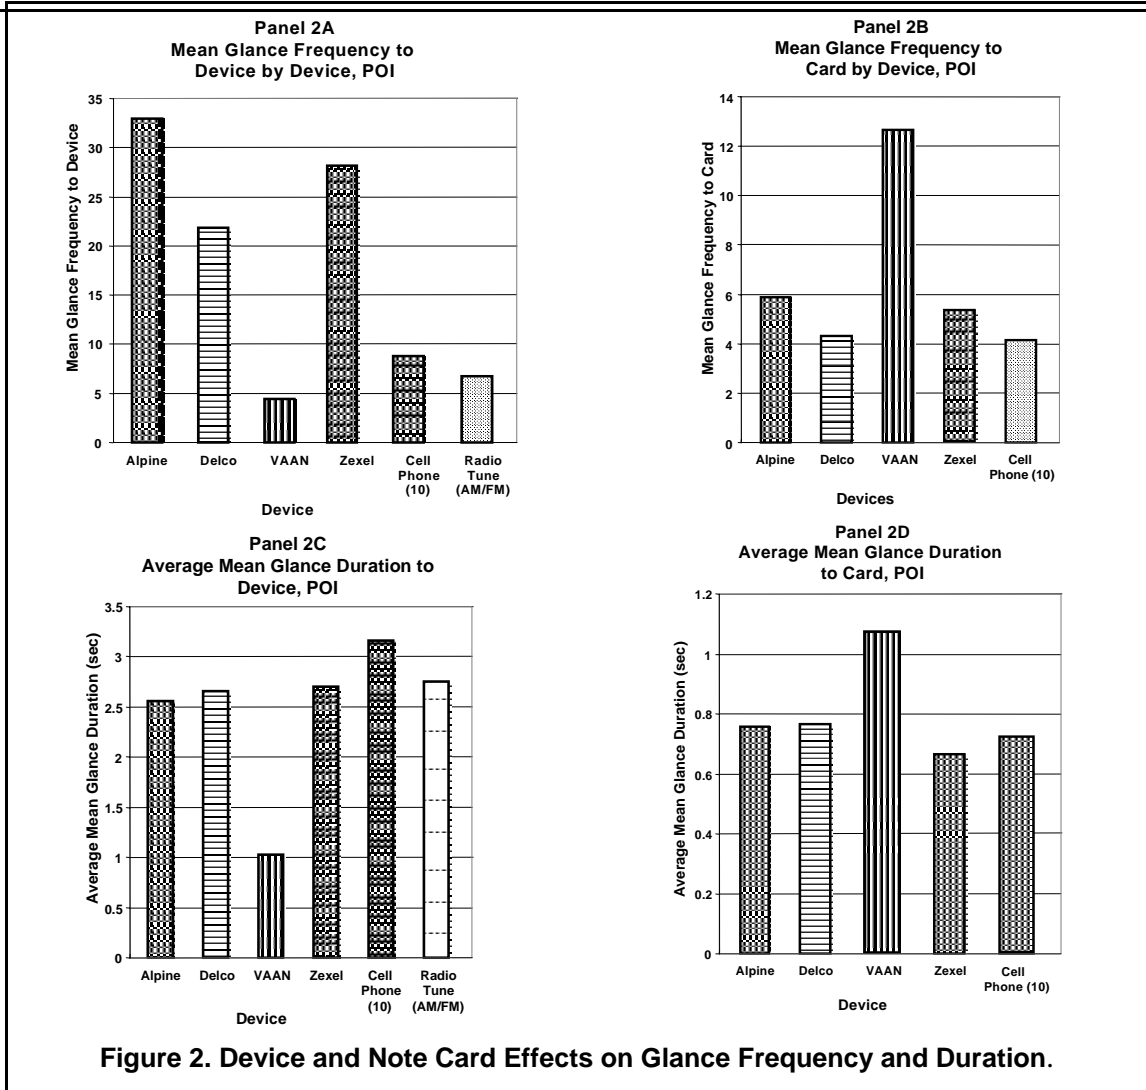 Panel 2A
Mean Glance Frequency to
Device by Device, POI
Mean Glance Frequency to Device
35
30
25
20
15
10
5
0
Alpine
Delco
VAAN
Zexel
Cell
Phone
(10)
Radio
Tune
(AM/FM)
Device
Panel 2B
Mean Glance Frequency to
Card by Device, POI
Mean Glance Frequency to Card
14
12
10
8
6
4
2
0
Alpine
Delco
VAAN
Zexel
Cell
Phone (10)
Devices
Panel 2C
Average Mean Glance Duration to
Device, POI
Average Mean Glance Duration (sec)
3.5
3
2.5
2
1.5
1
0.5
0
Alpine
Delco
VAAN
Zexel
Cell
Phone
(10)
Radio
Tune
(AM/FM)
Device
Panel 2D
Average Mean Glance Duration
to Card, POI
Average Mean Glance Duration (sec)
1.2
1
0.8
0.6
0.4
0.2
0
Alpine
Delco
VAAN
Zexel
Cell
Phone (10)
Device
Figure 2. Device and Note Card Effects on Glance Frequency and Duration.